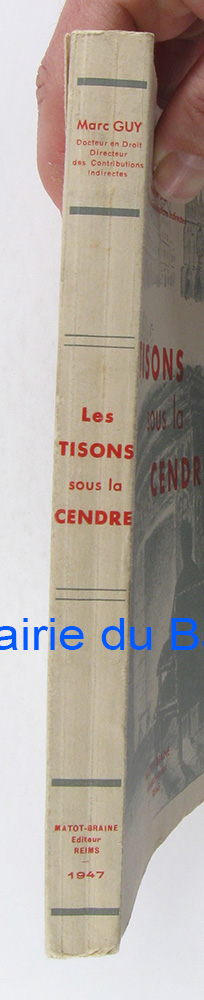 Marc GUY
Docteur en Droit
Directeur
des Contributions
Indirectes
Les
TISONS
sous la
CENDRE
MATOT-BRAINE
Editeur
REIMS
1947
TISONS
sous la
CENDR
airie du B